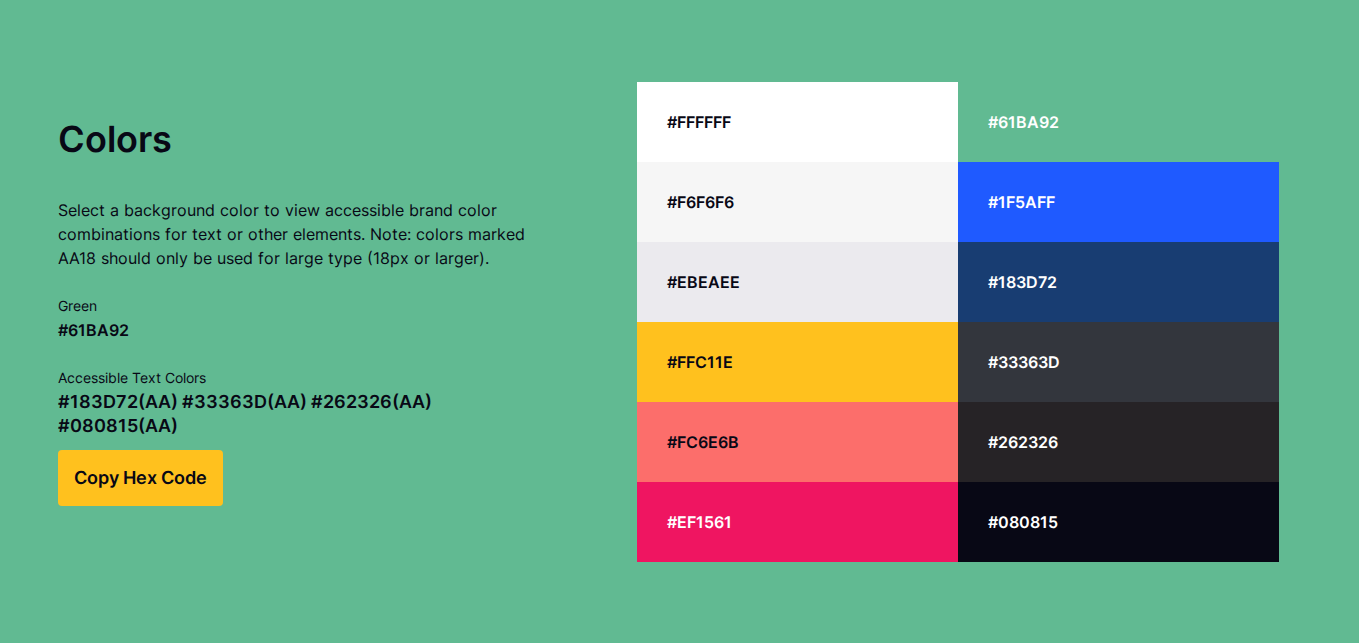 Colors
Select a background color to view accessible brand color
combinations for text or other elements. Note: colors marked
AA18 should only be used for large type (18px or larger).
Green
#61BA92
Accessible Text Colors
#183D72(AA) #33363D(AA) #262326(AA)
#080815(AA)
Copy Hex Code
#FFFFFF
#61BA92
#F6F6F6
#1F5AFF
#EBEAEE
#183D72
#FFC11E
#33363D
#FC6E6B
#262326
#EF1561
#080815